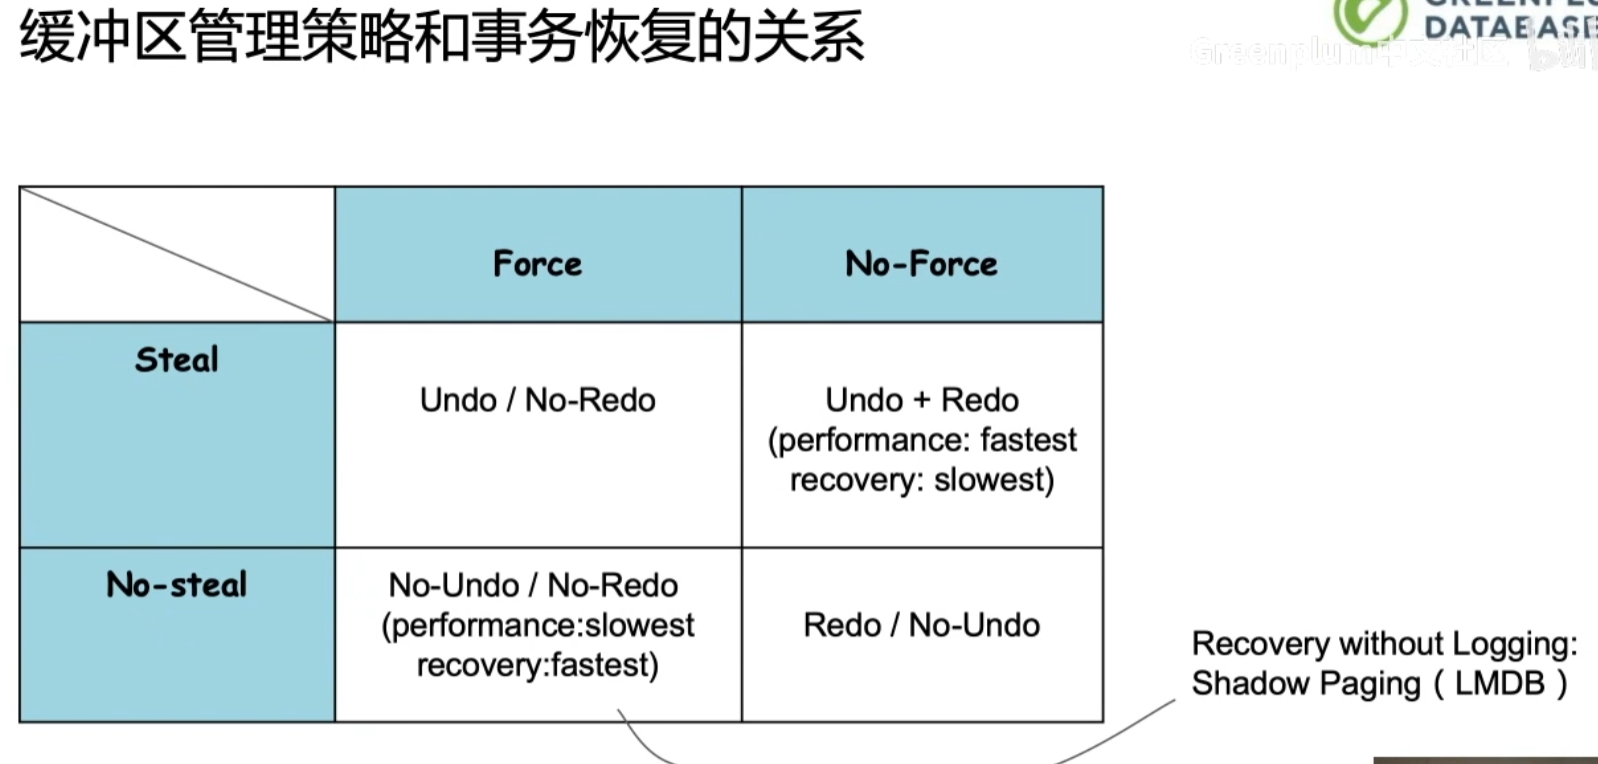 缓冲区管理策略和事务恢复的关系
DATABASE
Greenplum中文社区
Force
No-Force
Steal
Undo / No-Redo
Undo + Redo
(performance: fastest
recovery: slowest)
No-steal
No-Undo / No-Redo
(performance:slowest
recovery:fastest)
Redo / No-Undo
Recovery without Logging:
Shadow Paging ( LMDB )